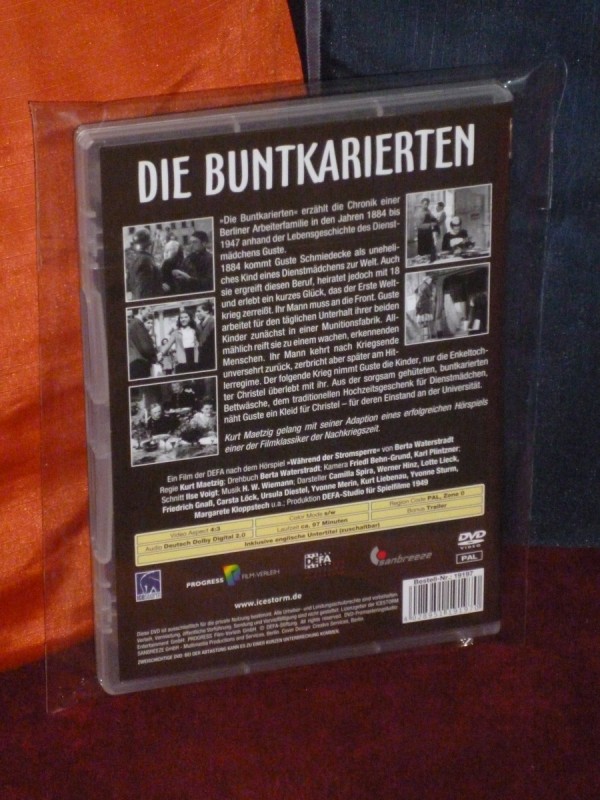 DIE BUNTKARIERTEN
»Die Buntkarierten« erzählt die Chronik einer
Berliner Arbeiterfamilie in den Jahren 1884 bis
1947 anhand der Lebensgeschichte des Dienst-
mädchens Guste.
1884 kommt Guste Schmiedecke als uneheli-
ches Kind eines Dienstmädchens zur Welt. Auch
sie ergreift diesen Beruf, heiratet jedoch mit 18
und erlebt ein kurzes Glück, das der Erste Welt-
krieg zerreißt. Ihr Mann muss an die Front. Guste
arbeitet für den täglichen Unterhalt ihrer beiden
Kinder zunächst in einer Munitionsfabrik. All-
mählich reift sie zu einem wachen, erkennenden
Menschen. Ihr Mann kehrt nach Kriegsende
unversehrt zurück, zerbricht aber später am Hit-
lerregime. Der folgende Krieg nimmt Guste die Kinder, nur die Enkeltoch-
ter Christel überlebt mit ihr. Aus der sorgsam gehüteten, buntkarierten
Bettwäsche, dem traditionellen Hochzeitsgeschenk für Dienstmädchen,
näht Guste ein Kleid für Christel – für deren Einstand an der Universität.
Kurt Maetzig gelang mit seiner Adaption eines erfolgreichen Hörspiels
einer der Filmklassiker der Nachkriegszeit.
Ein Film der DEFA nach dem Hörspiel »Während der Stromsperre« von Berta Waterstradt
Regie Kurt Maetzig; Drehbuch Berta Waterstradt; Kamera Friedl Behn-Grund, Karl Plintzner;
Schnitt Ilse Voigt; Musik H. W. Wiemann; Darsteller Camilla Spira, Werner Hinz, Lotte Lieck,
Friedrich Gnaß, Carsta Löck, Ursula Diestel, Yvonne Merin, Kurt Liebenau, Yvonne Sturm,
Margarete Kloppstech u.a.; Produktion DEFA-Studio für Spielfilme 1949
Video Aspect 4:3
Color Mode s/w
Region Code PAL, Zone 0
Audio Deutsch Dolby Digital 2.0
Laufzeit ca. 97 Minuten
Bonus Trailer
Inklusive englische Untertitel (ausschaltbar)
DVD
VIDEO
PROGRESS FILM-VERLEIH
DEFA
sanbreeze
PAL
www.icestorm.de
Bestell-Nr.: 19197